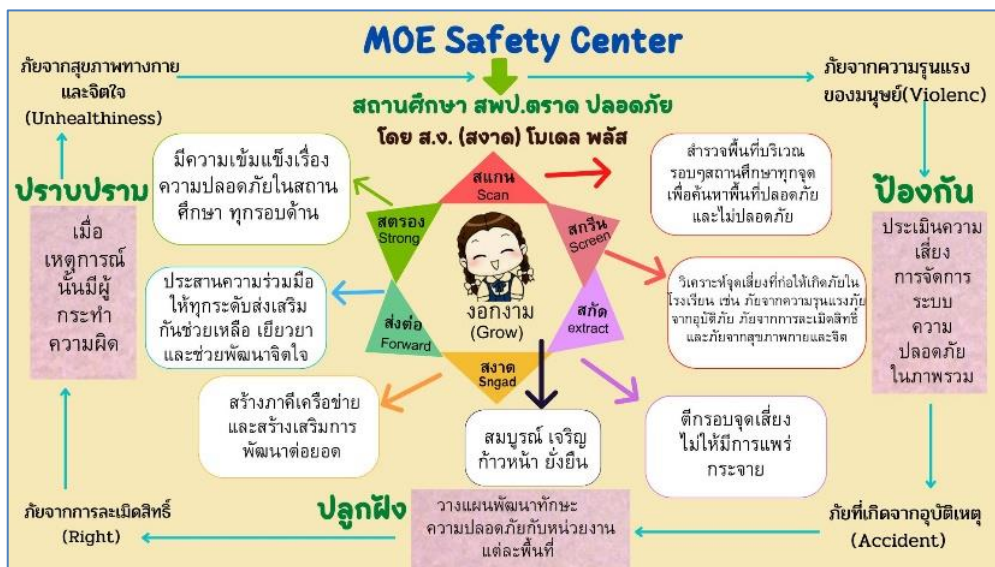 MOE Safety Center
สถานศึกษา สพป.ตราด ปลอดภัย
โดย ส.ง. (สงาด) โมเดล พลัส
ภัยจากสุขภาพทางกาย
และจิตใจ
(Unhealthiness)
ภัยจากความรุนแรง
ของมนุษย์(Violenc)
ปราบปราม
เมื่อ
เหตุการณ์
นั้นมีผู้
กระทำ
ความผิด
มีความเข้มแข็งเรื่อง
ความปลอดภัยในสถาน
ศึกษา ทุกรอบด้าน
สแกน
Scan
สำรวจพื้นที่บริเวณ
รอบๆสถานศึกษาทุกจุด
เพื่อค้นหาพื้นที่ปลอดภัย
และไม่ปลอดภัย
ป้องกัน
ประเมินความ
เสี่ยง
การจัดการ
ระบบ
ความ
ปลอดภัย
ในภาพรวม
สตรอง
Strong
สกรีน
Screen
ประสานความร่วมมือ
ให้ทุกระดับส่งเสริม
กันช่วยเหลือ เยียวยา
และช่วยพัฒนาจิตใจ
ส่งต่อ
Forward
งอกงาม
(Grow)
สกัด
extract
วิเคราะห์จุดเสี่ยงที่ก่อให้เกิดภัยใน
โรงเรียน เช่น ภัยจากความรุนแรงภัย
จากอุบัติภัย ภัยจากการละเมิดสิทธิ์
และภัยจากสุขภาพกายและจิต
สงาด
Sngad
สร้างภาคีเครือข่าย
และสร้างเสริมการ
พัฒนาต่อยอด
สมบูรณ์ เจริญ
ก้าวหน้า ยั่งยืน
ตีกรอบจุดเสี่ยง
ไม่ให้มีการแพร่
กระจาย
ภัยจากการละเมิดสิทธิ์
(Right)
ปลูกฝัง
วางแผนพัฒนาทักษะ
ความปลอดภัยกับหน่วยงาน
แต่ละพื้นที่
ภัยที่เกิดจากอุบัติเหตุ
(Accident)